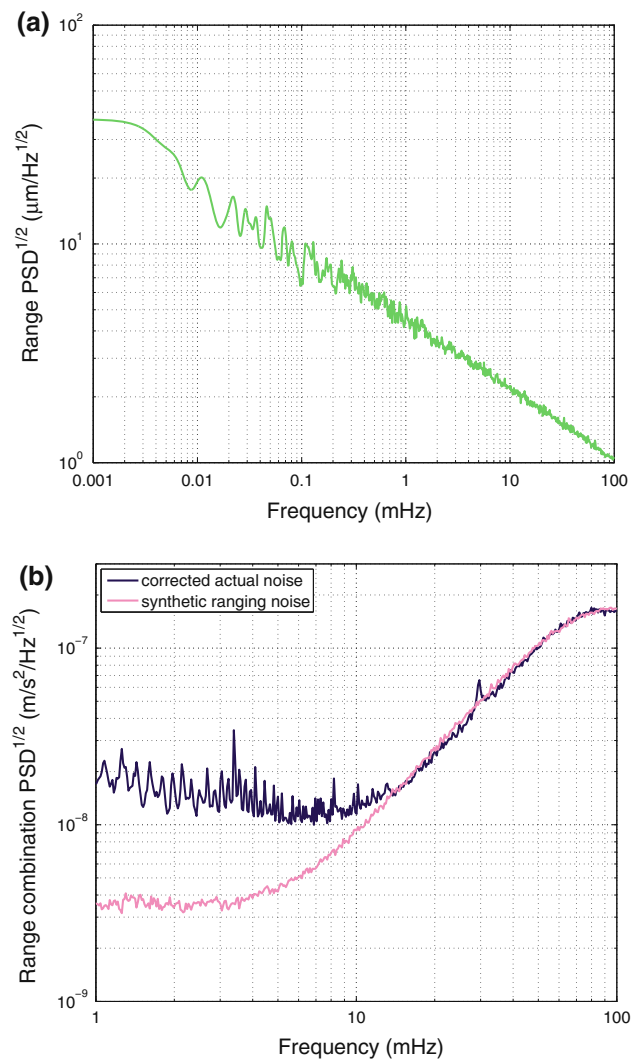 (a)
10²
10¹
10⁰
Range PSD^1/2 (μm/Hz^1/2)
0.001 0.01 0.1 1 10 100
Frequency (mHz)
(b)
corrected actual noise
synthetic ranging noise
10⁻⁷
10⁻⁸
10⁻⁹
Range combination PSD^1/2 (m/s²/Hz^1/2)
1 10 100
Frequency (mHz)